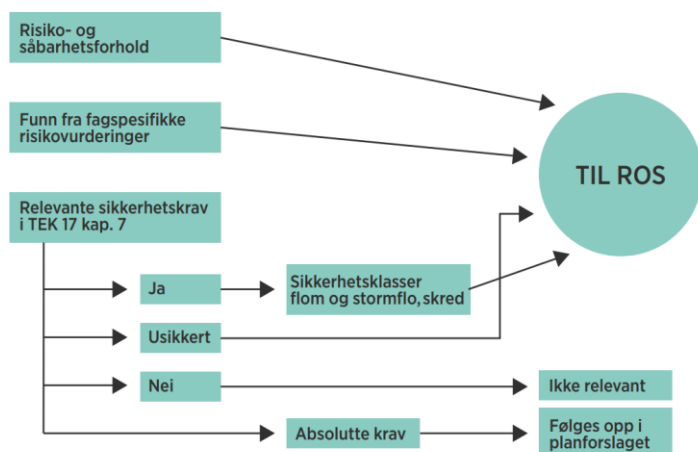 Risiko- og
såbarhetsforhold
Funn fra fagspesifikke
risikovurderinger
TIL ROS
Relevante sikkerhetskrav
i TEK 17 kap. 7
Ja
Sikkerhetsklasser
flom og stormflo, skred
Usikkert
Nei
Ikke relevant
Absolutte krav
Følges opp i
planforslaget